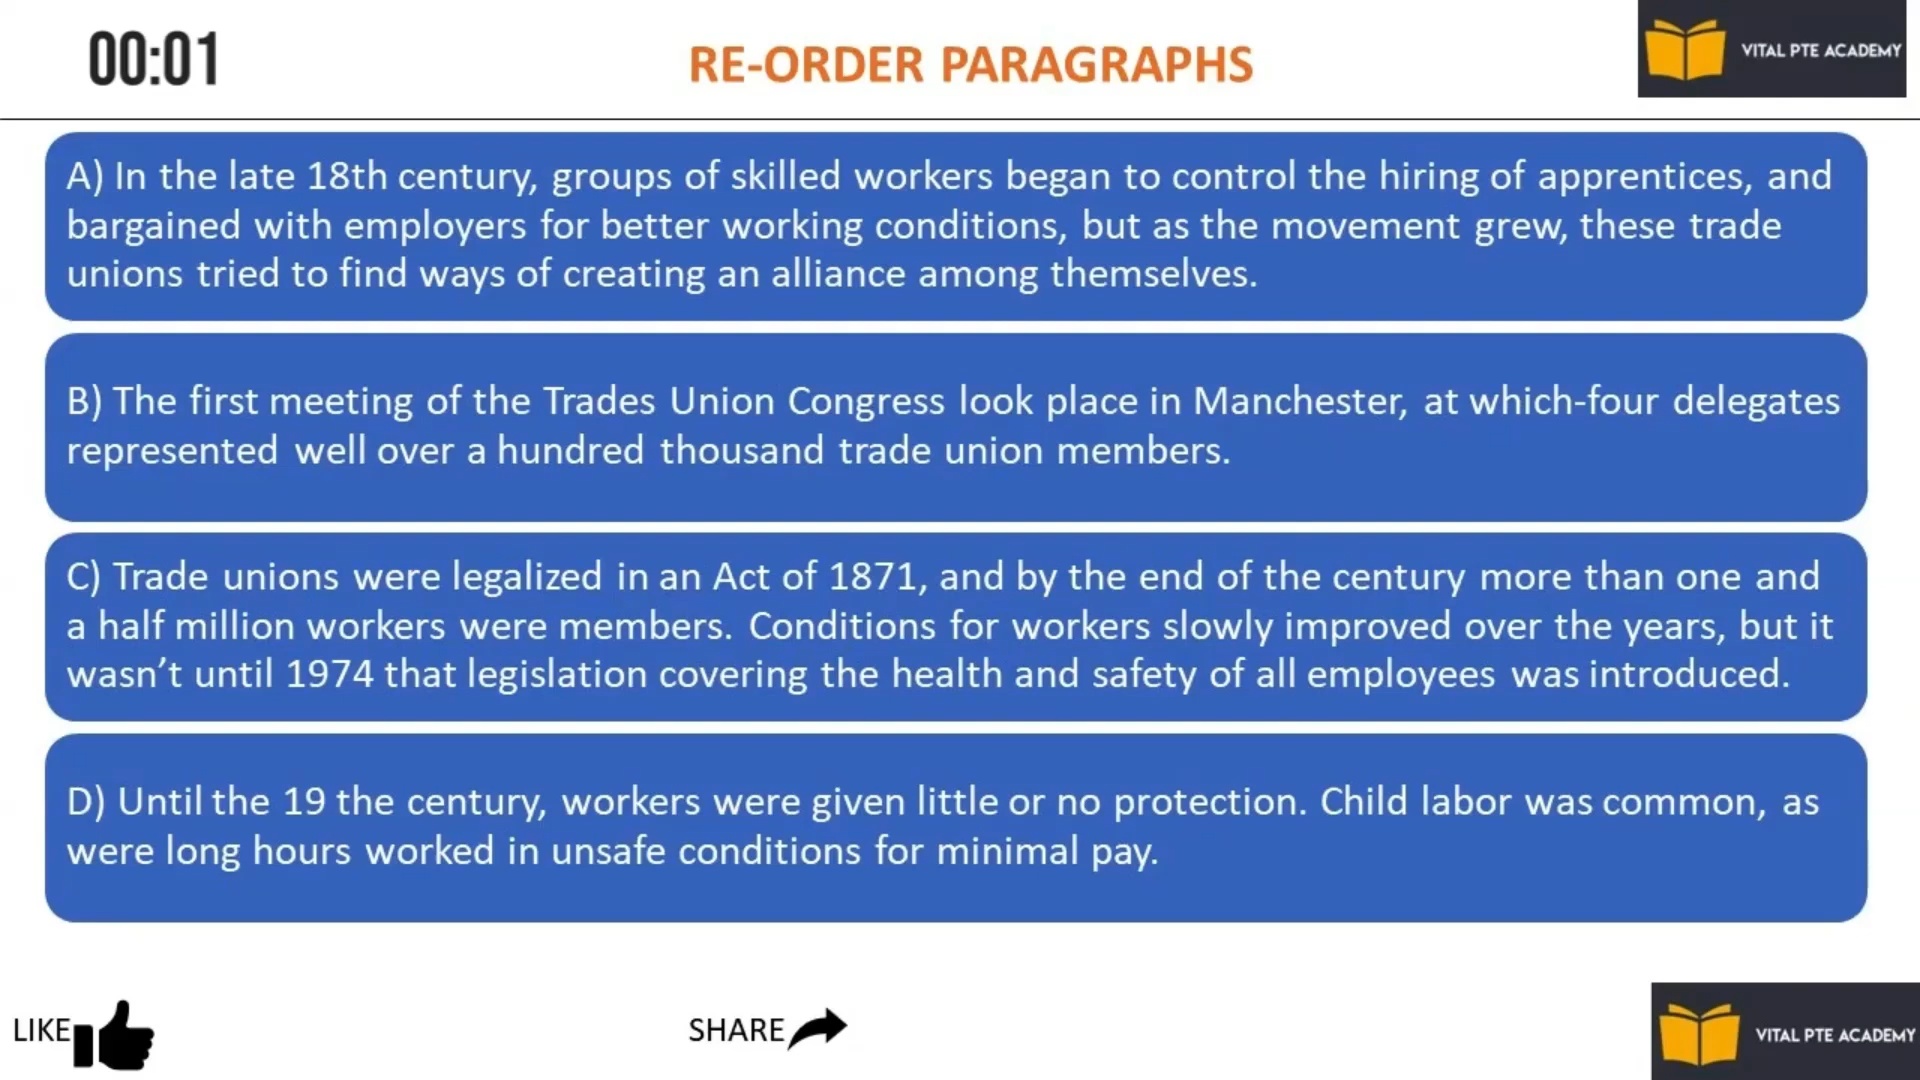 00:01
RE-ORDER PARAGRAPHS
VITAL PTE ACADEMY
A) In the late 18th century, groups of skilled workers began to control the hiring of apprentices, and
bargained with employers for better working conditions, but as the movement grew, these trade
unions tried to find ways of creating an alliance among themselves.
B) The first meeting of the Trades Union Congress look place in Manchester, at which-four delegates
represented well over a hundred thousand trade union members.
C) Trade unions were legalized in an Act of 1871, and by the end of the century more than one and
a half million workers were members. Conditions for workers slowly improved over the years, but it
wasn’t until 1974 that legislation covering the health and safety of all employees was introduced.
D) Until the 19 the century, workers were given little or no protection. Child labor was common, as
were long hours worked in unsafe conditions for minimal pay.
LIKE
SHARE
VITAL PTE ACADEMY